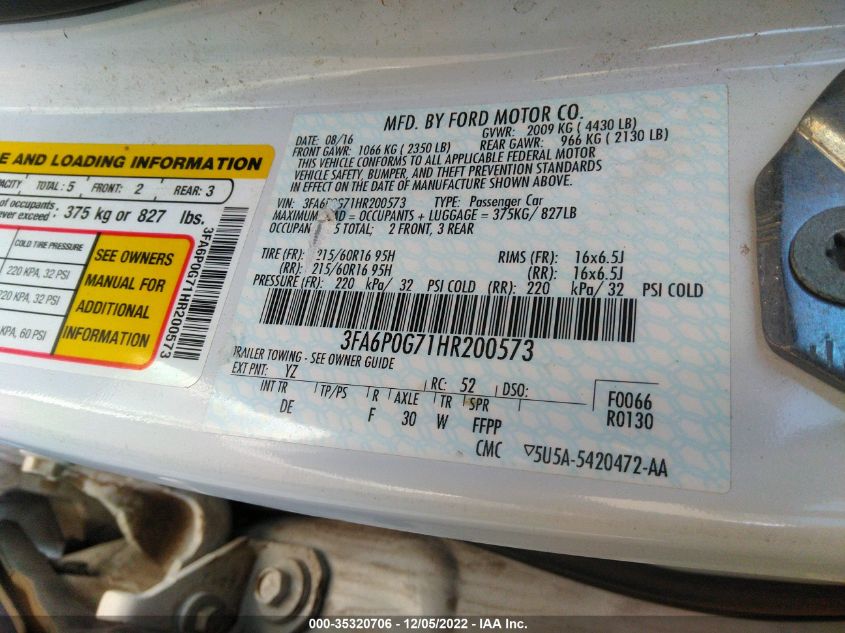 E AND LOADING INFORMATION
PACITY TOTAL: 5 FRONT: 2 REAR: 3
ever exceed: 375 kg or 827 lbs.
COLD TIRE PRESSURE
220 KPA, 32 PSI
220 KPA, 32 PSI
KPA, 60 PSI
SEE OWNERS
MANUAL FOR
ADDITIONAL
INFORMATION
3FA6P0G71HR200573
MFD. BY FORD MOTOR CO.
DATE: 08/16 GVWR: 2009 KG ( 4430 LB)
FRONT GAWR: 1066 KG ( 2350 LB) REAR GAWR: 966 KG ( 2130 LB)
THIS VEHICLE CONFORMS TO ALL APPLICABLE FEDERAL MOTOR
VEHICLE SAFETY, BUMPER, AND THEFT PREVENTION STANDARDS
IN EFFECT ON THE DATE OF MANUFACTURE SHOWN ABOVE.
VIN: 3FA6P0G71HR200573 TYPE: Passenger Car
MAXIMUM LOAD = OCCUPANTS + LUGGAGE = 375KG/ 827LB
OCCUPAN 5 TOTAL; 2 FRONT, 3 REAR
TIRE (FR): 215/60R16 95H RIMS (FR): 16x6.5J
(RR): 215/60R16 95H (RR): 16x6.5J
PRESSURE (FR): 220 kPa/ 32 PSI COLD (RR): 220 kPa/ 32 PSI COLD
3FA6P0G71HR200573
TRAILER TOWING - SEE OWNER GUIDE
EXT PNT: YZ RC: 52 DSO: F0066
INT TR TP/PS R AXLE TR SPR R0130
DE F 30 W FFPP
CMC ▽5U5A-5420472-AA
000-35320706 - 12/05/2022 - IAA Inc.